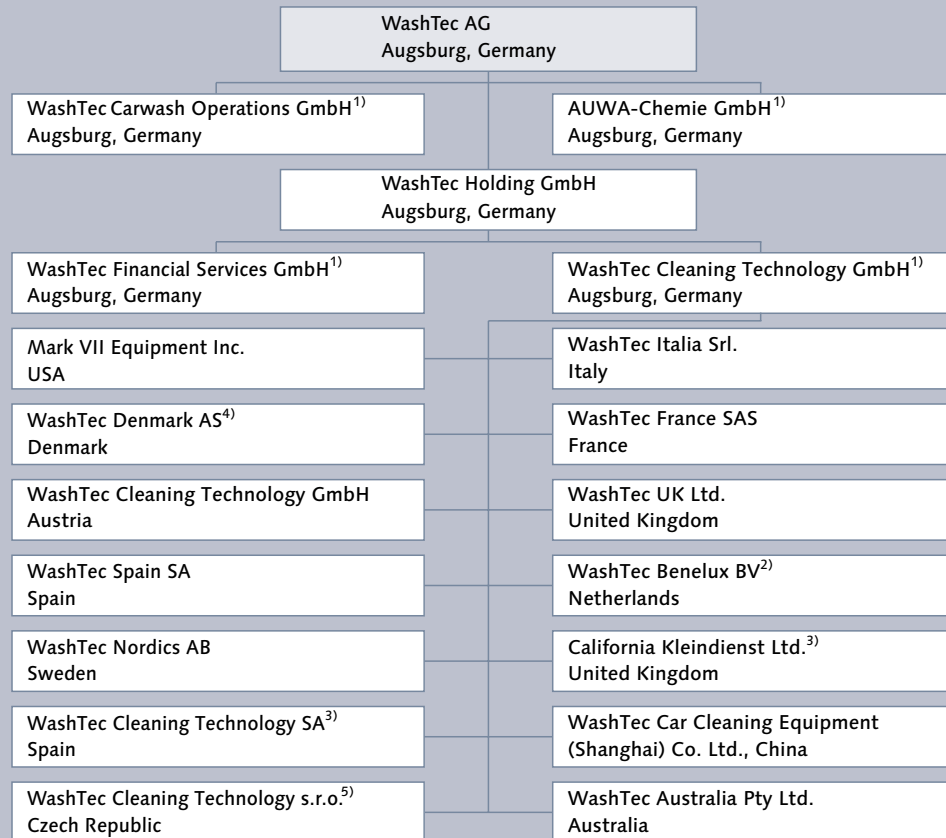 WashTec AG
Augsburg, Germany
WashTec Carwash Operations GmbH1)
Augsburg, Germany
AUWA-Chemie GmbH1)
Augsburg, Germany
WashTec Holding GmbH
Augsburg, Germany
WashTec Financial Services GmbH1)
Augsburg, Germany
WashTec Cleaning Technology GmbH1)
Augsburg, Germany
Mark VII Equipment Inc.
USA
WashTec Italia Srl.
Italy
WashTec Denmark AS4)
Denmark
WashTec France SAS
France
WashTec Cleaning Technology GmbH
Austria
WashTec UK Ltd.
United Kingdom
WashTec Spain SA
Spain
WashTec Benelux BV2)
Netherlands
WashTec Nordics AB
Sweden
California Kleindienst Ltd.3)
United Kingdom
WashTec Cleaning Technology SA3)
Spain
WashTec Car Cleaning Equipment
(Shanghai) Co. Ltd., China
WashTec Cleaning Technology s.r.o.5)
Czech Republic
WashTec Australia Pty Ltd.
Australia